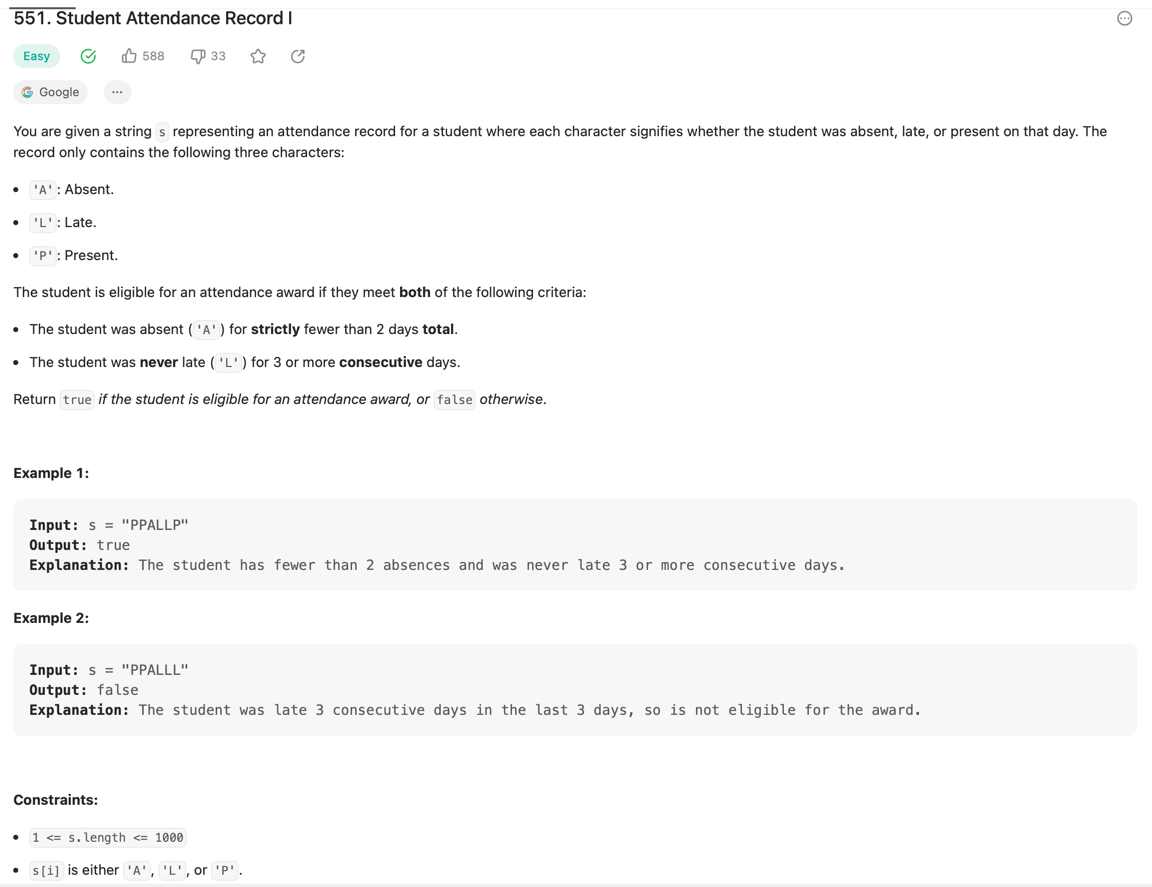 551. Student Attendance Record I
Easy 588 33
Google ...
You are given a string s representing an attendance record for a student where each character signifies whether the student was absent, late, or present on that day. The
record only contains the following three characters:
• 'A': Absent.
• 'L': Late.
• 'P': Present.
The student is eligible for an attendance award if they meet both of the following criteria:
• The student was absent ('A') for strictly fewer than 2 days total.
• The student was never late ('L') for 3 or more consecutive days.
Return true if the student is eligible for an attendance award, or false otherwise.
Example 1:
Input: s = "PPALLP"
Output: true
Explanation: The student has fewer than 2 absences and was never late 3 or more consecutive days.
Example 2:
Input: s = "PPALLL"
Output: false
Explanation: The student was late 3 consecutive days in the last 3 days, so is not eligible for the award.
Constraints:
• 1 <= s.length <= 1000
• s[i] is either 'A', 'L', or 'P'.